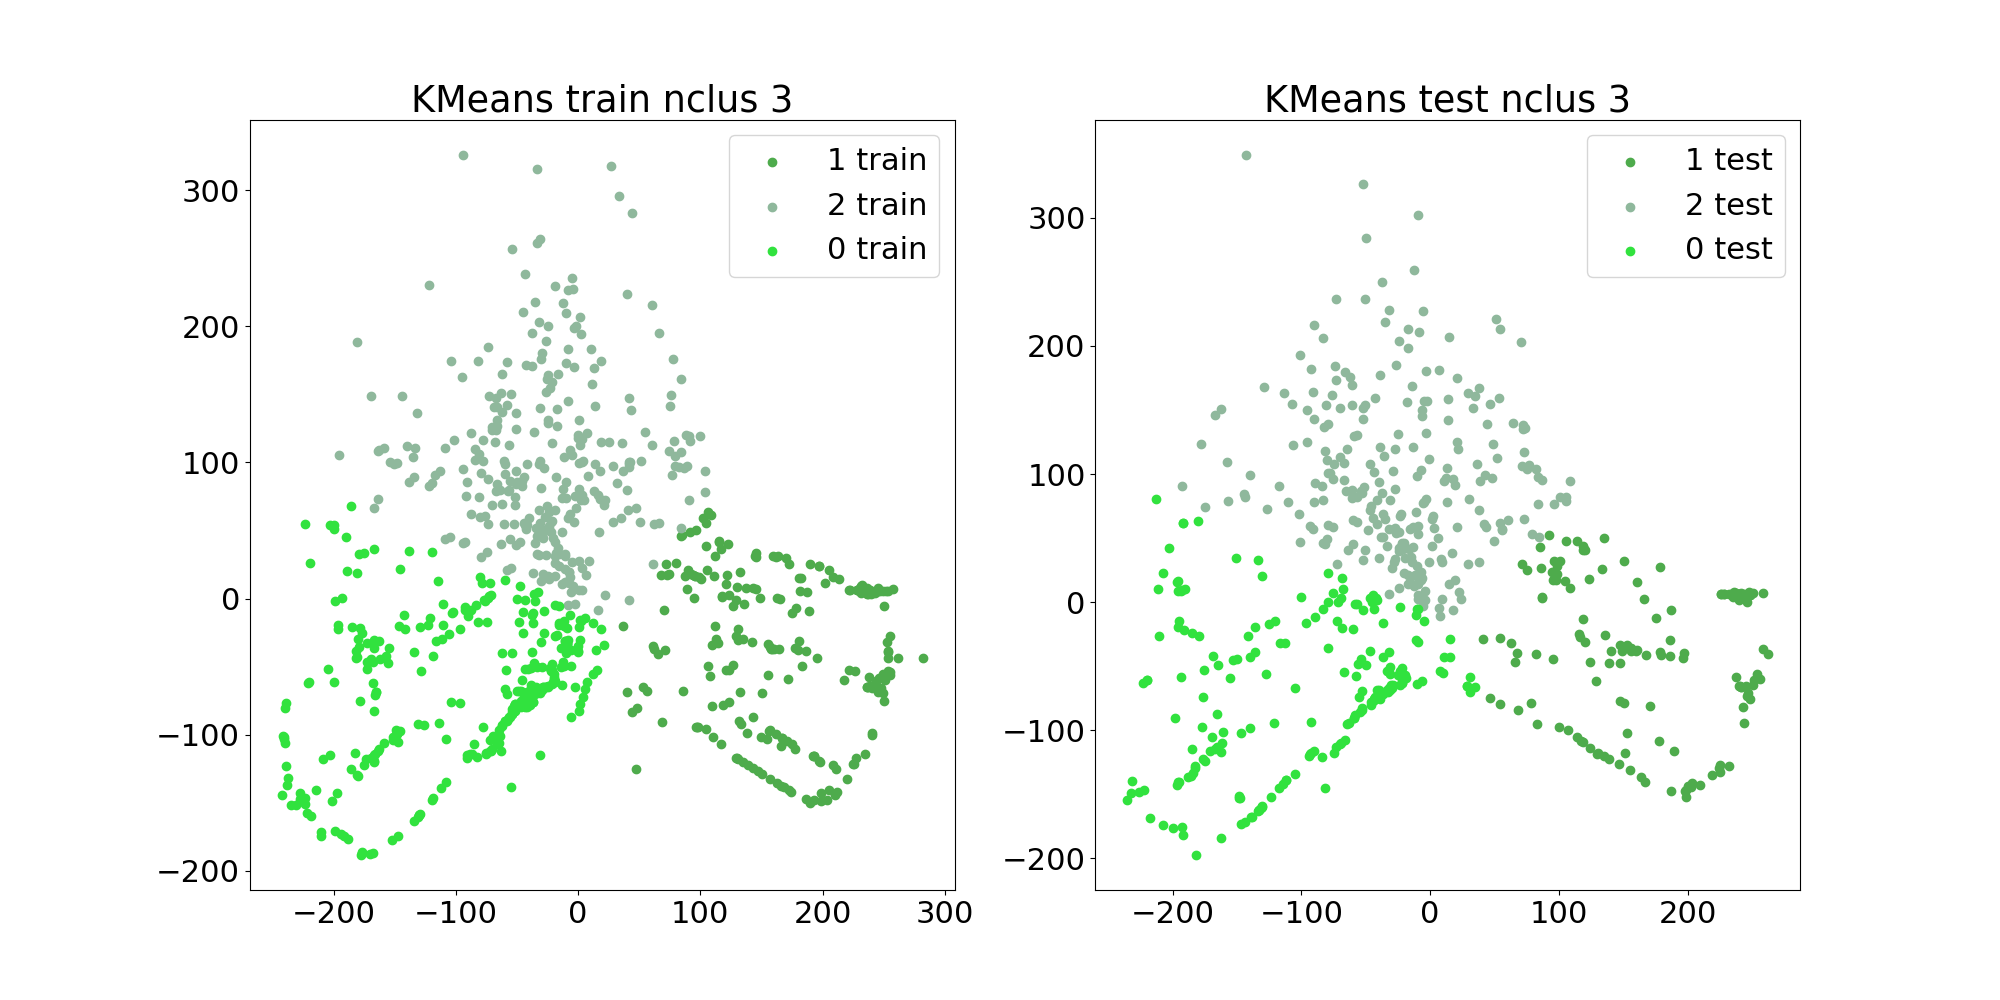 KMeans train nclus 3
1 train
2 train
0 train
300
200
100
0
−100
−200
−200 −100 0 100 200 300
KMeans test nclus 3
1 test
2 test
0 test
300
200
100
0
−100
−200
−200 −100 0 100 200